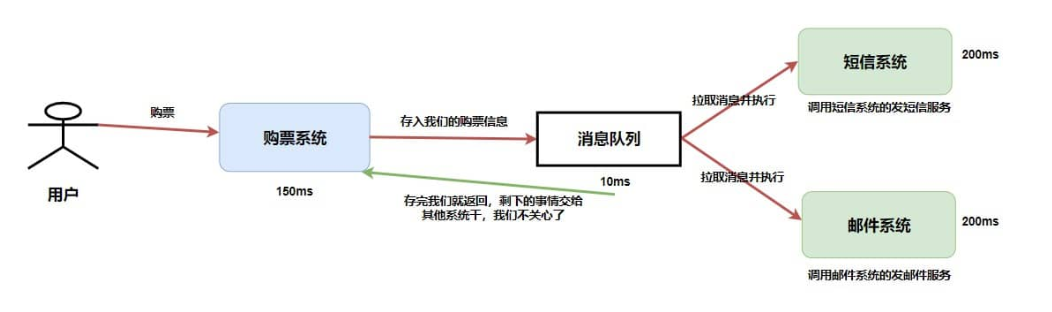 用户
购票
购票系统
150ms
存入我们的购票信息
消息队列
10ms
存完我们就返回，剩下的事情交给
其他系统干，我们不关心了
拉取消息并执行
短信系统
200ms
调用短信系统的发短信服务
拉取消息并执行
邮件系统
200ms
调用邮件系统的发邮件服务